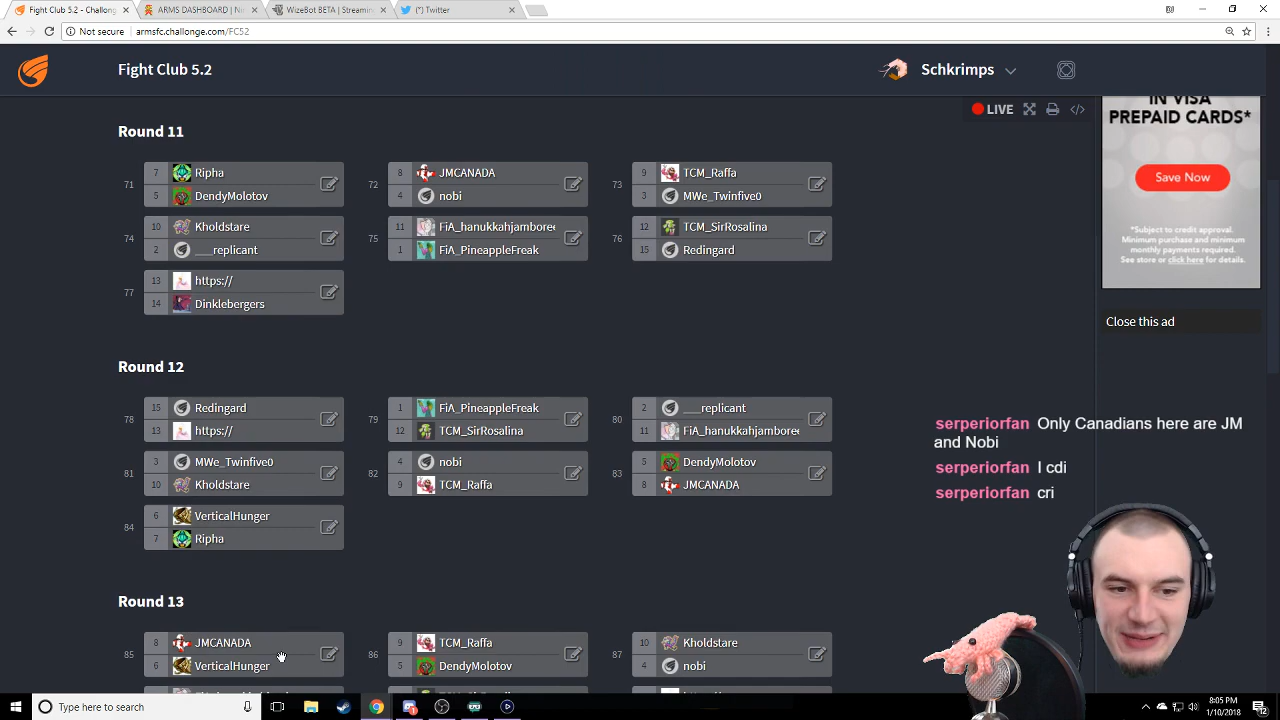 Fight Club 5.2 - Challong
ARMS DASHBOARD | Nin
WizeBot BETA | Streamin
(*) Twitter
Not secure | armsfc.challonge.com/FC52
Fight Club 5.2
Schkrimps
LIVE
IN VISA
PREPAID CARDS*
Save Now
*Subject to credit approval.
Minimum purchase and minimum
monthly payments required.
See store or click here for details.
Close this ad
Round 11
71
7 Ripha
5 DendyMolotov
72
8 JMCANADA
4 nobi
73
9 TCM_Raffa
3 MWe_Twinfive0
74
10 Kholdstare
2 ___replicant
75
11 FiA_hanukkahjamboree
1 FiA_PineappleFreak
76
12 TCM_SirRosalina
15 Redingard
77
13 https://
14 Dinklebergers
Round 12
78
15 Redingard
13 https://
79
1 FiA_PineappleFreak
12 TCM_SirRosalina
80
2 ___replicant
11 FiA_hanukkahjamboree
81
3 MWe_Twinfive0
10 Kholdstare
82
4 nobi
9 TCM_Raffa
83
5 DendyMolotov
8 JMCANADA
84
6 VerticalHunger
7 Ripha
Round 13
85
8 JMCANADA
6 VerticalHunger
86
9 TCM_Raffa
5 DendyMolotov
87
10 Kholdstare
4 nobi
serperiorfan Only Canadians here are JM
and Nobi
serperiorfan I cdi
serperiorfan cri
Type here to search
8:05 PM
1/10/2018
12